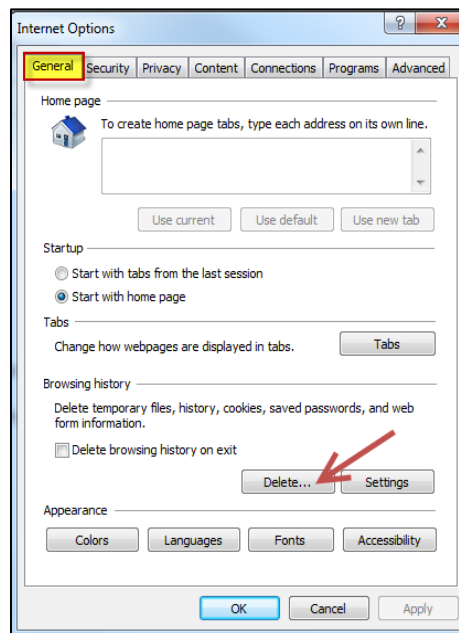 Internet Options
? x
General Security Privacy Content Connections Programs Advanced
Home page
To create home page tabs, type each address on its own line.
Use current Use default Use new tab
Startup
Start with tabs from the last session
Start with home page
Tabs
Change how webpages are displayed in tabs. Tabs
Browsing history
Delete temporary files, history, cookies, saved passwords, and web
form information.
Delete browsing history on exit
Delete... Settings
Appearance
Colors Languages Fonts Accessibility
OK Cancel Apply